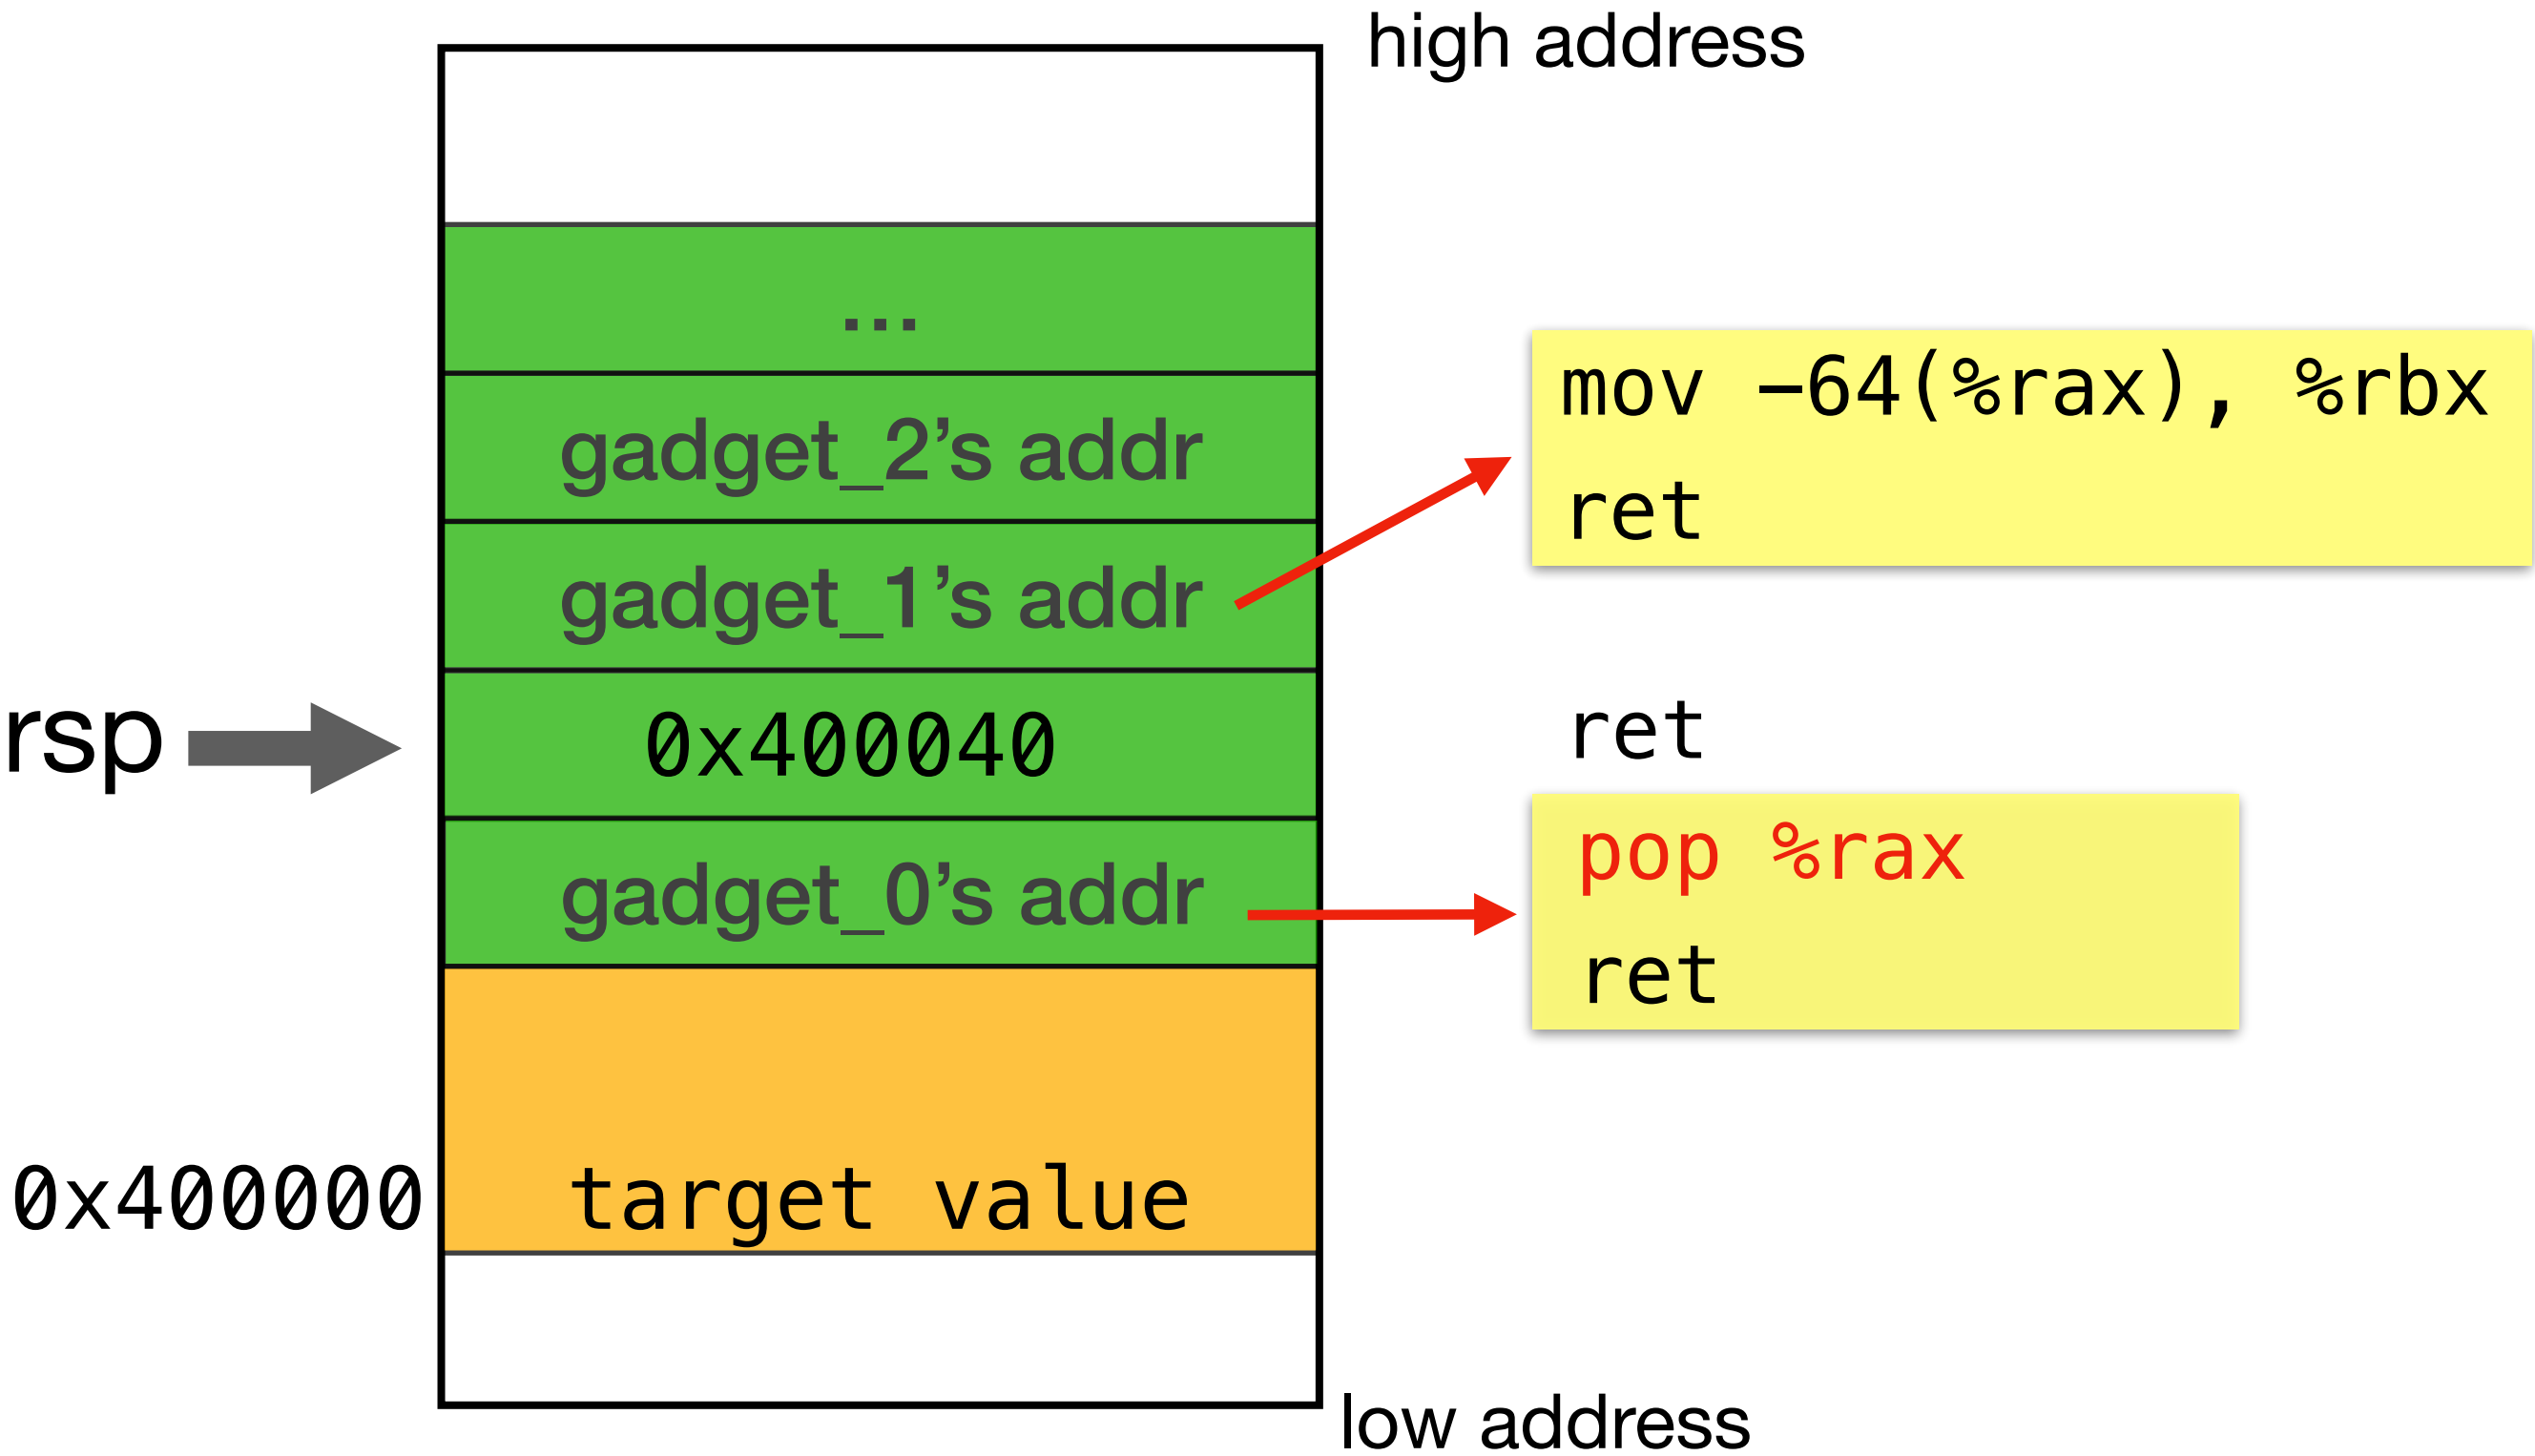 high address
...
mov -64(%rax), %rbx
gadget_2’s addr
ret
gadget_1’s addr
rsp
0x400040
ret
gadget_0’s addr
pop %rax
ret
0x400000
target value
low address